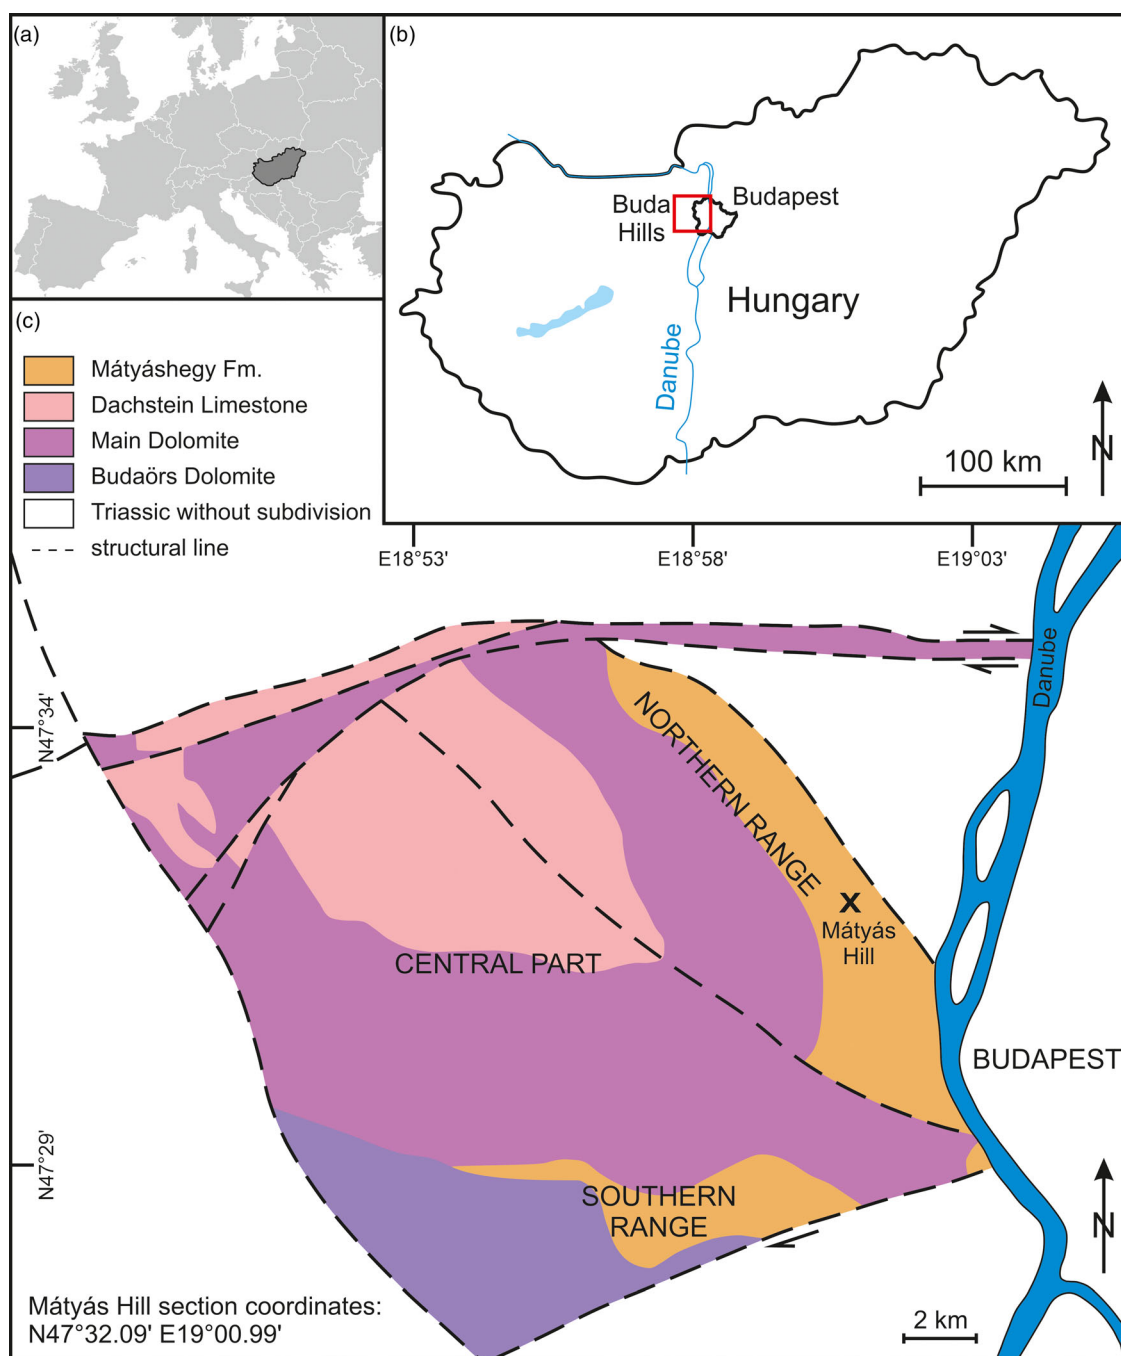 (a)
(b)
Buda
Hills
Budapest
Hungary
Danube
N
100 km
(c)
Mátyáshegy Fm.
Dachstein Limestone
Main Dolomite
Budaörs Dolomite
Triassic without subdivision
structural line
E18°53'
E18°58'
E19°03'
Danube
N47°34'
NORTHERN RANGE
x
Mátyás
Hill
CENTRAL PART
BUDAPEST
N47°29'
SOUTHERN
RANGE
N
Mátyás Hill section coordinates:
N47°32.09' E19°00.99'
2 km